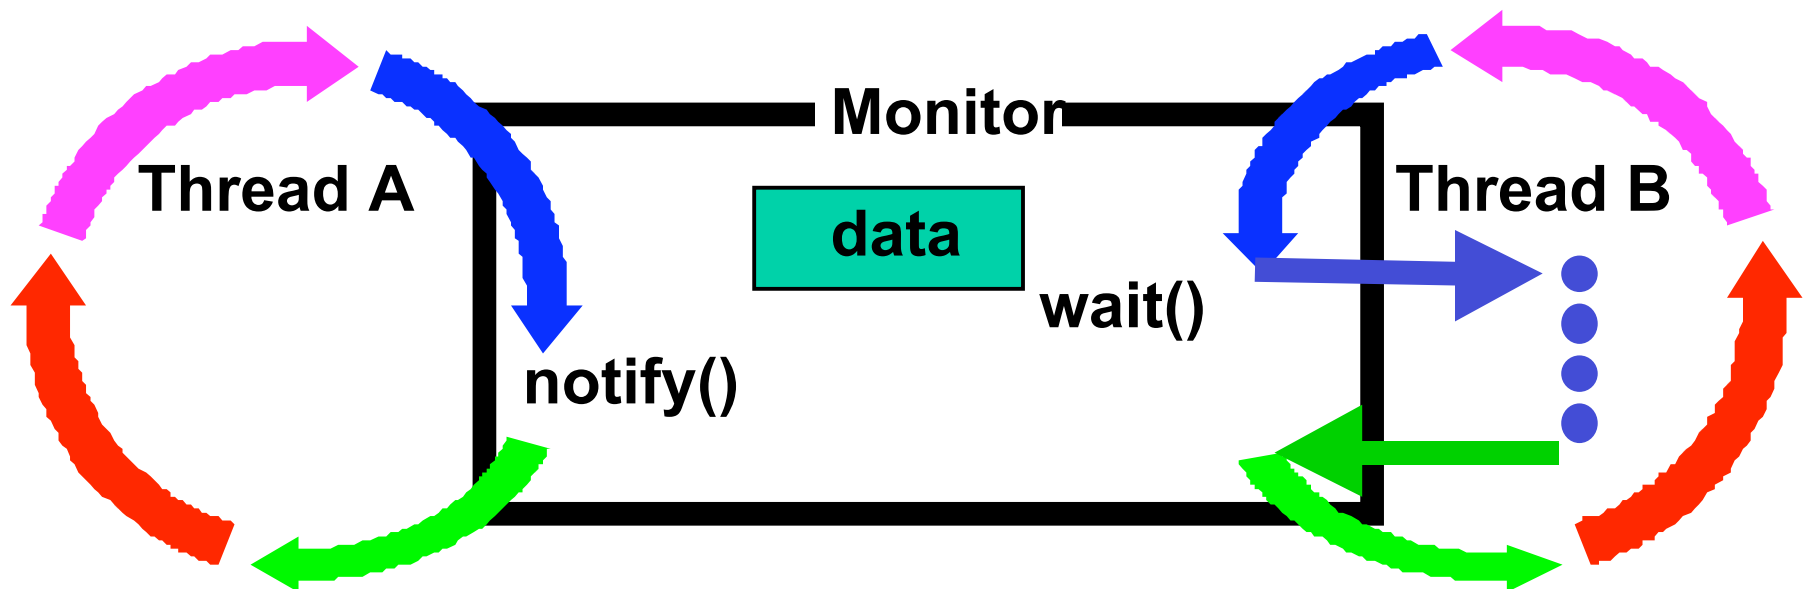 Monitor
Thread A
Thread B
data
wait()
notify()